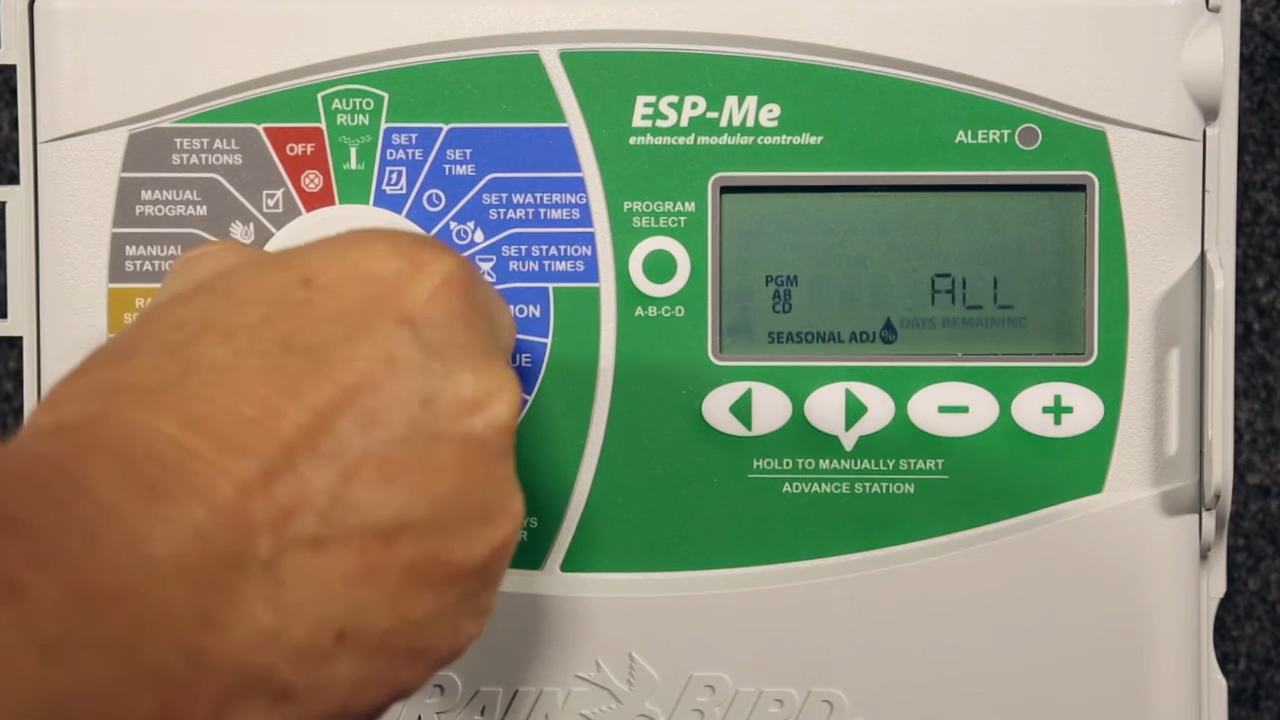 AUTO
RUN
TEST ALL
STATIONS
OFF
SET
DATE
1
SET
TIME
MANUAL
PROGRAM
SET WATERING
START TIMES
MANUAL
SET STATION
RUN TIMES
ESP-Me
enhanced modular controller
ALERT
PROGRAM
SELECT
A-B-C-D
PGM
AB
CD
ALL
DAYS REMAINING
SEASONAL ADJ %
HOLD TO MANUALLY START
ADVANCE STATION
RAIN BIRD